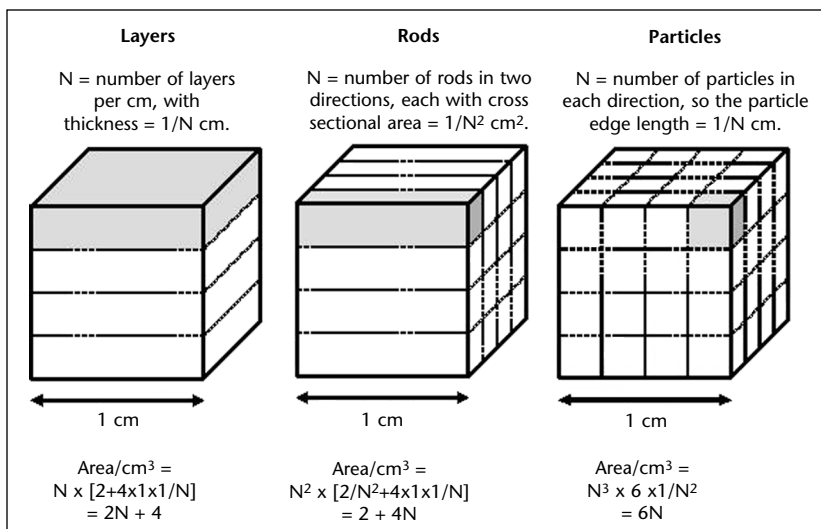 Layers
N = number of layers
per cm, with
thickness = 1/N cm.
Rods
N = number of rods in two
directions, each with cross
sectional area = 1/N² cm².
Particles
N = number of particles in
each direction, so the particle
edge length = 1/N cm.
1 cm
1 cm
1 cm
Area/cm³ =
N x [2+4x1x1/N]
= 2N + 4
Area/cm³ =
N² x [2/N²+4x1x1/N]
= 2 + 4N
Area/cm³ =
N³ x 6 x1/N²
= 6N